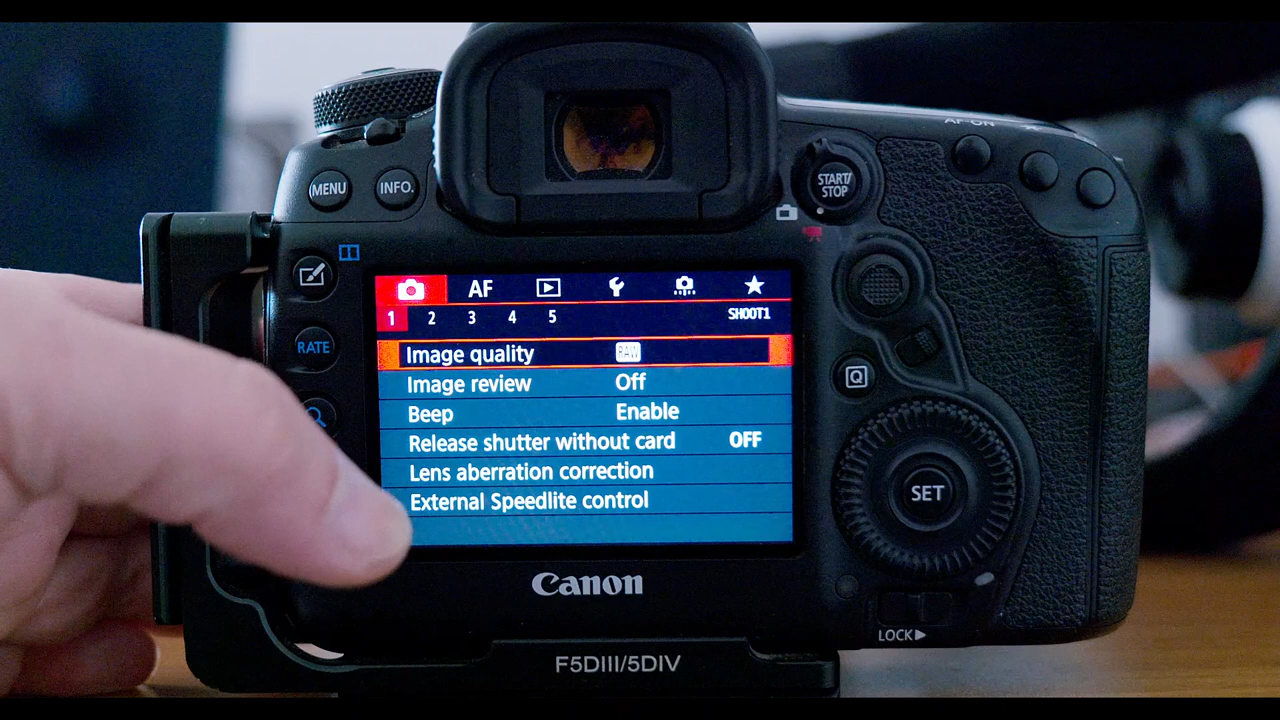 AF-ON
MENU
INFO.
START/
STOP
RATE
AF
1 2 3 4 5 SHOOT1
Image quality RAW
Image review Off
Beep Enable
Release shutter without card OFF
Lens aberration correction
External Speedlite control
Q
SET
Canon
LOCK▶
F5DIII/5DIV